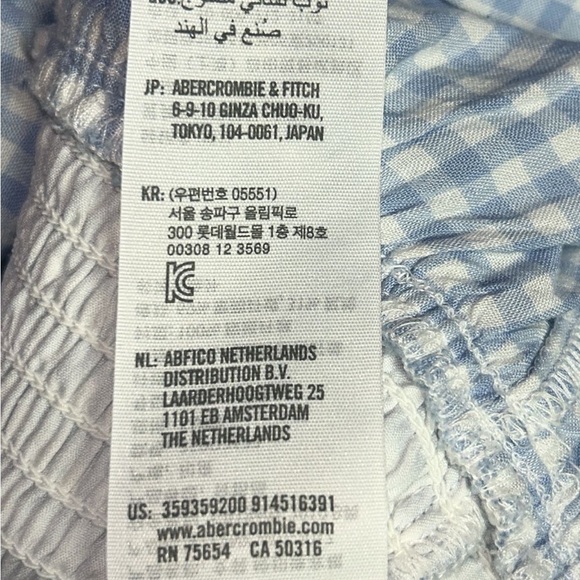 صنع في الهند
JP: ABERCROMBIE & FITCH
6-9-10 GINZA CHUO-KU,
TOKYO, 104-0061, JAPAN
KR: (우편번호 05551)
서울 송파구 올림픽로
300 롯데월드몰 1층 제8호
00308 12 3569
NL: ABFICO NETHERLANDS
DISTRIBUTION B.V.
LAARDERHOOGTWEG 25
1101 EB AMSTERDAM
THE NETHERLANDS
US: 359359200 914516391
www.abercrombie.com
RN 75654 CA 50316